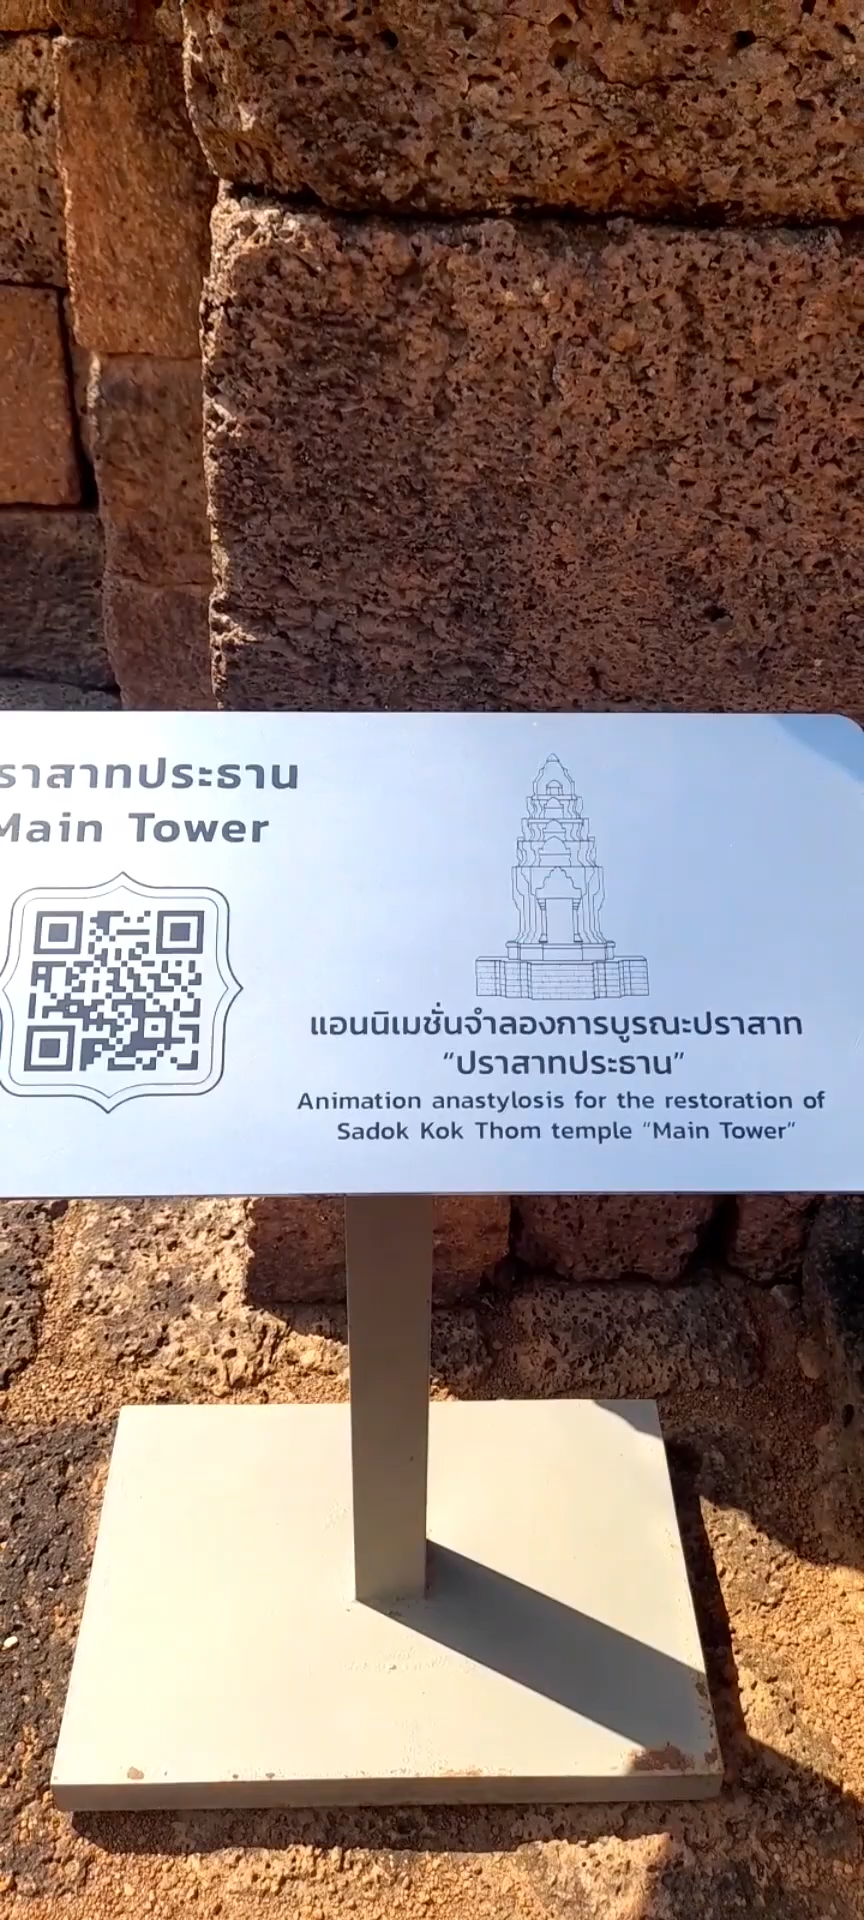 ราสาทประธาน
Main Tower
แอนนิเมชั่นจำลองการบูรณะปราสาท
“ปราสาทประธาน”
Animation anastylosis for the restoration of
Sadok Kok Thom temple “Main Tower”